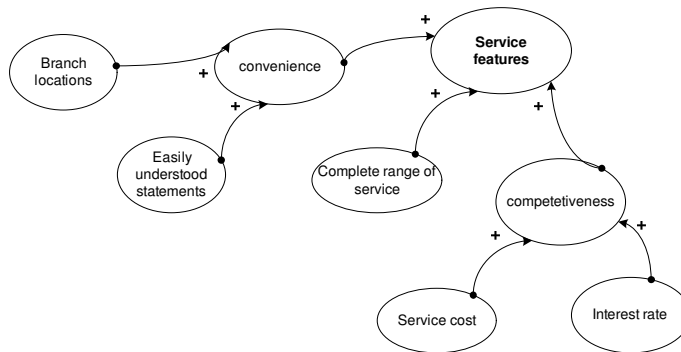 Branch
locations
+
convenience
+
Service
features
+
Easily
understood
statements
+
Complete range of
service
+
competetiveness
+
Service cost
+
Interest rate
+